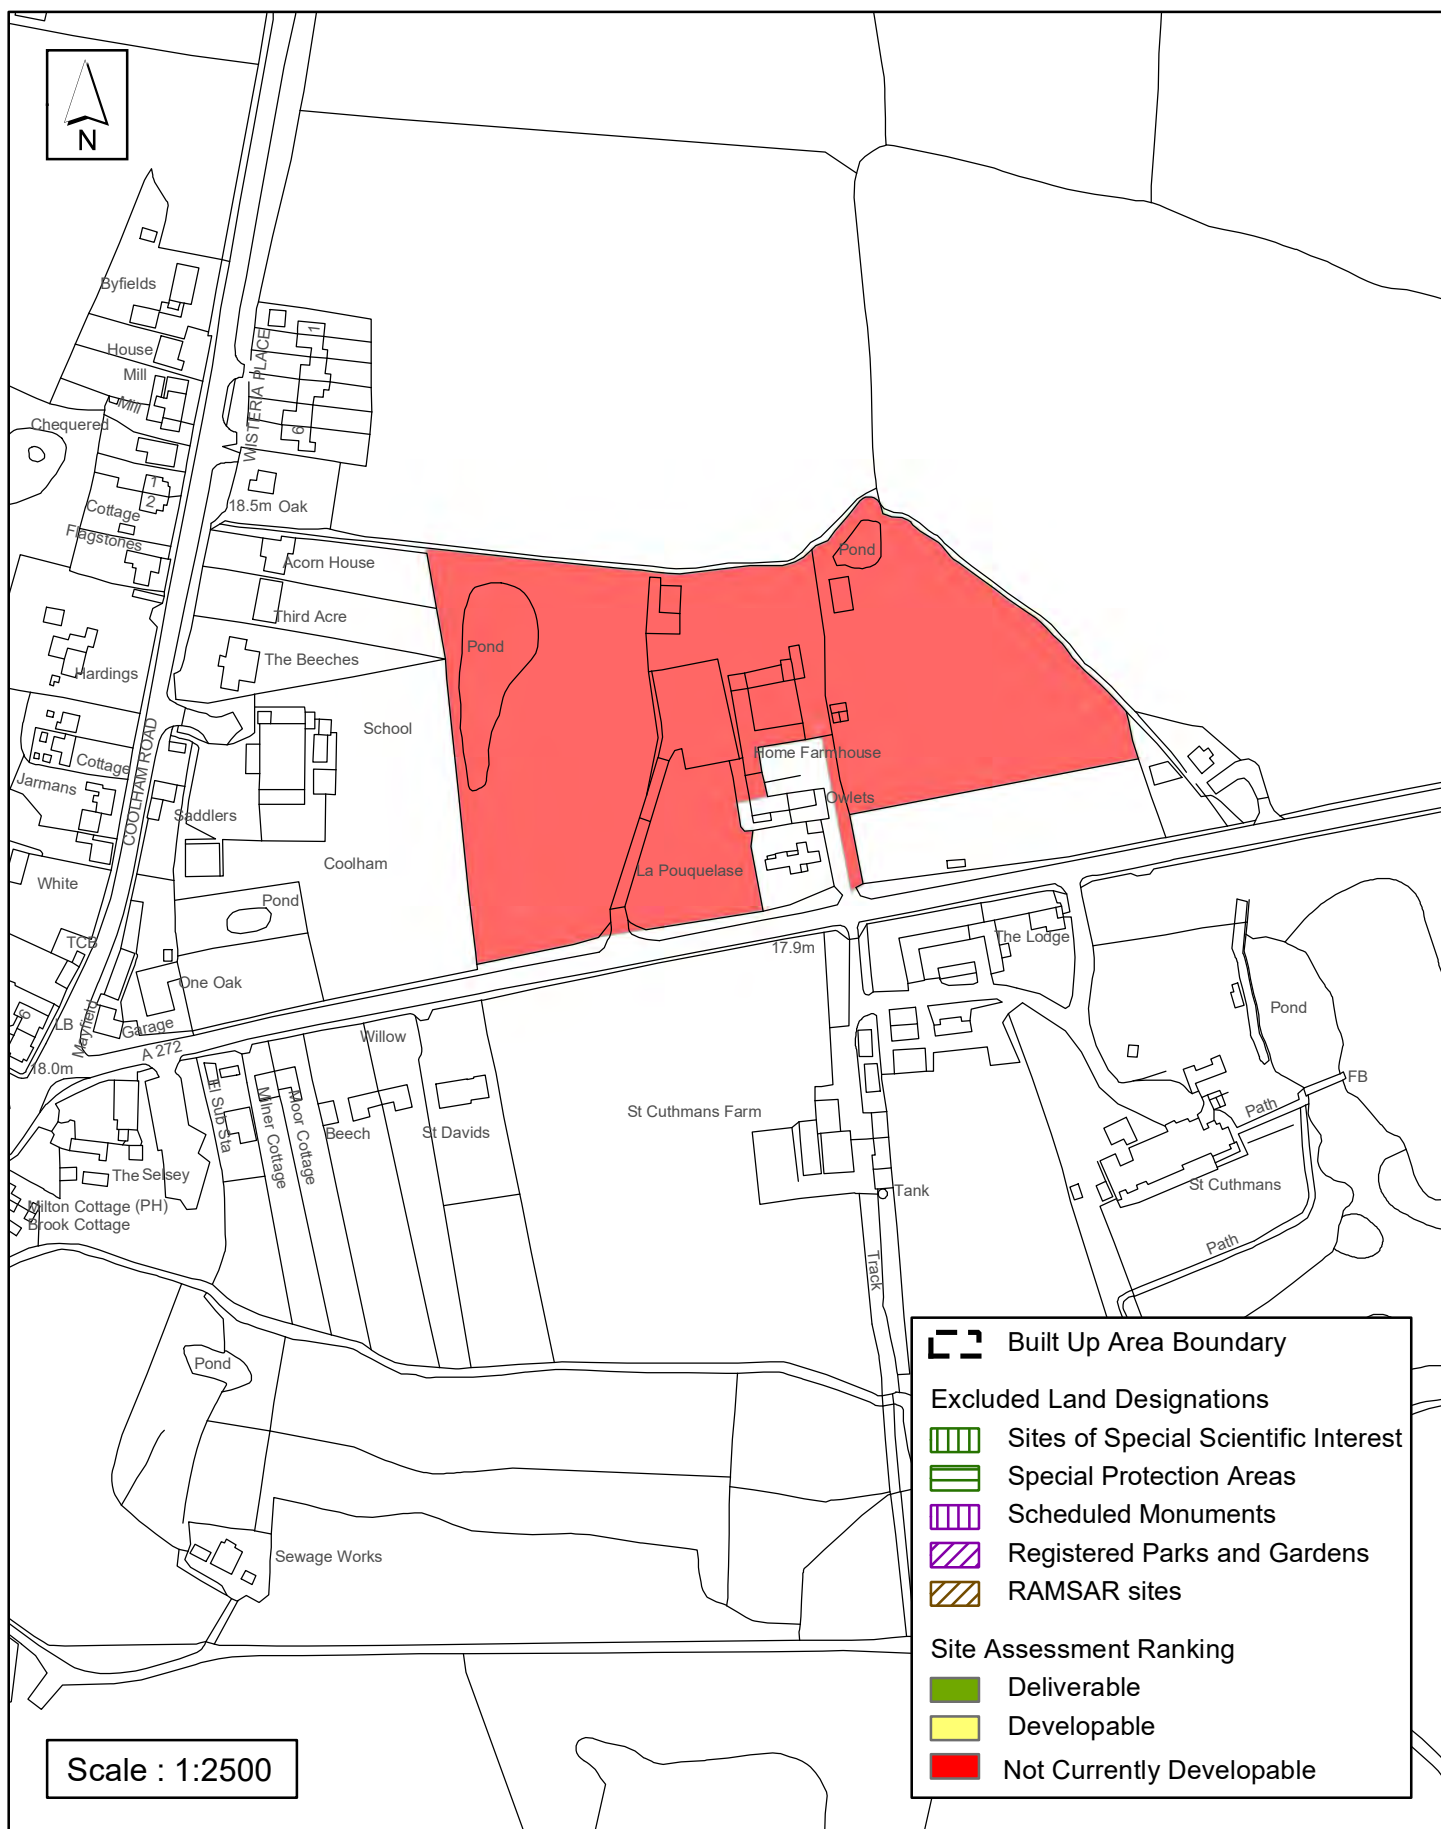 N
Byfields
House
Mill
Mill
Chequered
WISTERIA PLACE
1
6
1
2
Cottage
Flagstones
18.5m
Oak
Acorn House
Third Acre
The Beeches
Hardings
School
Pond
Pond
Home Farmhouse
Owlets
La Pouquelase
Cottage
Jarmans
COOLHAM ROAD
Saddlers
Coolham
White
Pond
TCB
One Oak
Mayfield
LB
6
Garage
A 272
18.0m
17.9m
The Lodge
Pond
FB
Path
Willow
El Sub Sta
Milner Cottage
Moor Cottage
Beech
St Davids
St Cuthmans Farm
The Selsey
Milton Cottage (PH)
Brook Cottage
Tank
St Cuthmans
Path
Track
Pond
Sewage Works
Built Up Area Boundary
Excluded Land Designations
Sites of Special Scientific Interest
Special Protection Areas
Scheduled Monuments
Registered Parks and Gardens
RAMSAR sites
Site Assessment Ranking
Deliverable
Developable
Not Currently Developable
Scale : 1:2500